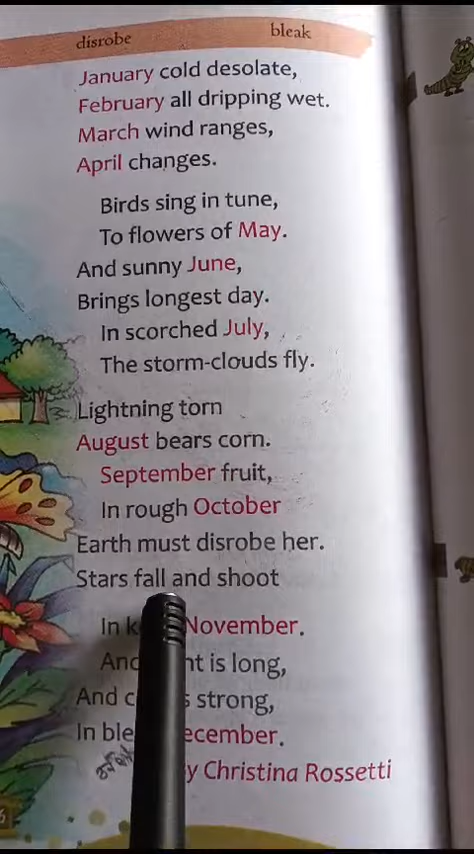 disrobe bleak
January cold desolate,
February all dripping wet.
March wind ranges,
April changes.
Birds sing in tune,
To flowers of May.
And sunny June,
Brings longest day.
In scorched July,
The storm-clouds fly.
Lightning torn
August bears corn.
September fruit,
In rough October
Earth must disrobe her.
Stars fall and shoot
In November.
is long,
And strong,
In
By Christina Rossetti